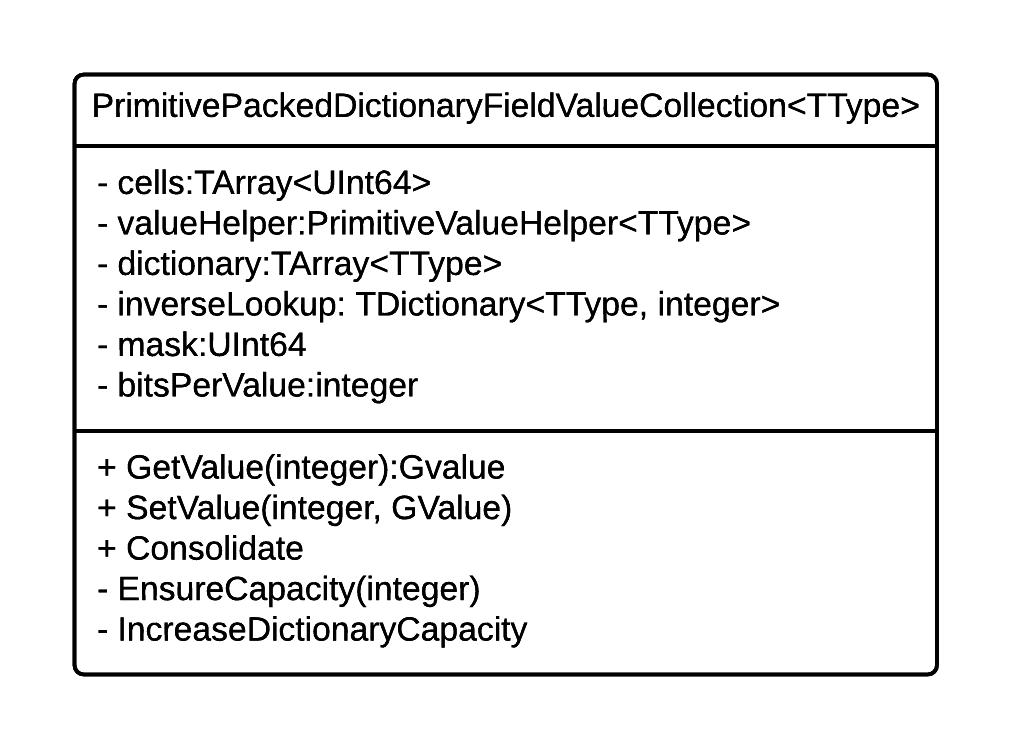 PrimitivePackedDictionaryFieldValueCollection<TType>
- cells:TArray<UInt64>
- valueHelper:PrimitiveValueHelper<TType>
- dictionary:TArray<TType>
- inverseLookup: TDictionary<TType, integer>
- mask:UInt64
- bitsPerValue:integer
+ GetValue(integer):Gvalue
+ SetValue(integer, GValue)
+ Consolidate
- EnsureCapacity(integer)
- IncreaseDictionaryCapacity